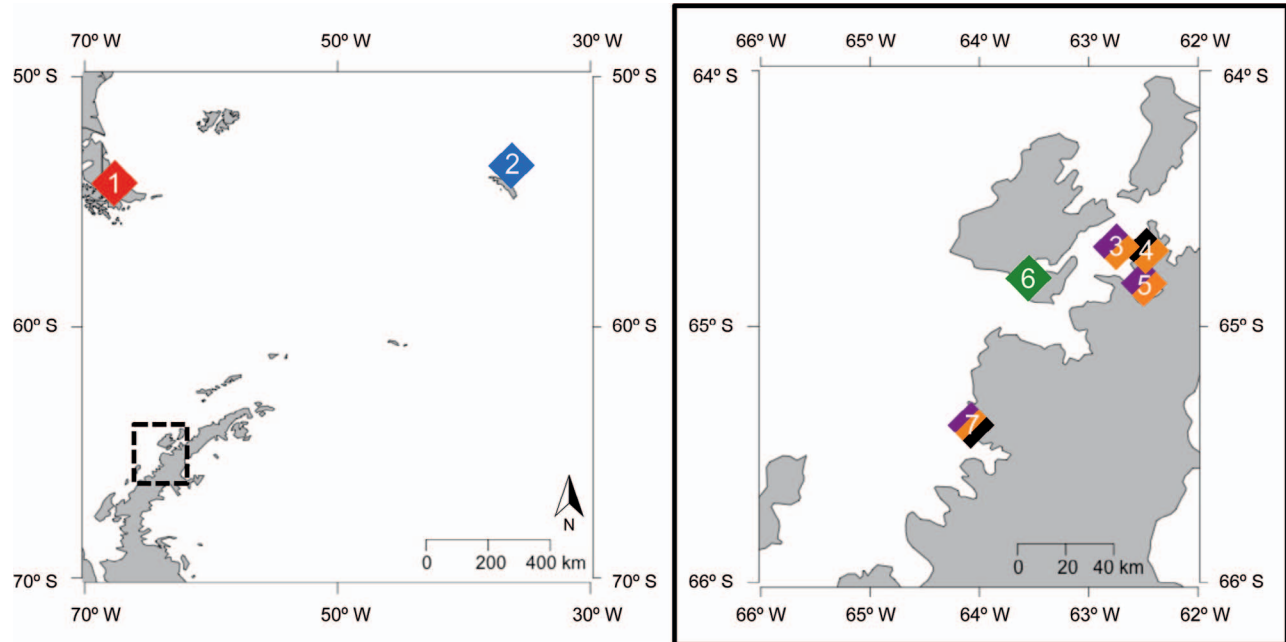 70º W 50º W 30º W
50º S 50º S
1 2
60º S 60º S
N
0 200 400 km
70º S 70º S
70º W 50º W 30º W
66º W 65º W 64º W 63º W 62º W
64º S 64º S
3 4
6 5
65º S 65º S
7
0 20 40 km
66º S 66º S
66º W 65º W 64º W 63º W 62º W